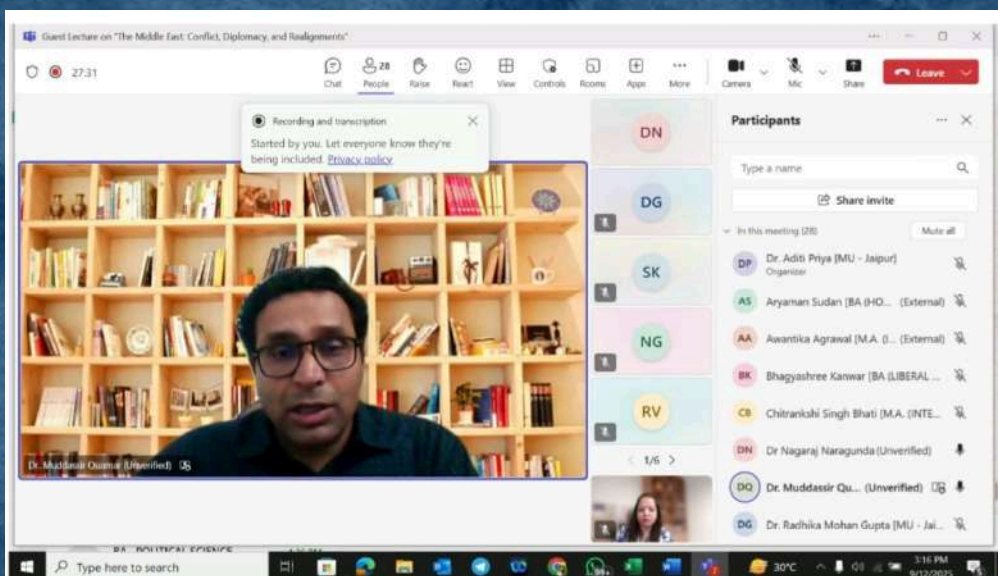 Guest Lecture on "The Middle East: Conflict, Diplomacy, and Realignments"
27:31
Chat
28
People
Raise
React
View
Controls
Rooms
Apps
More
Camera
Mic
Share
Leave
Recording and transcription
Started by you. Let everyone know they're
being included. Privacy policy
Dr. Muddassir Quamar (Unverified)
DN
DG
SK
NG
RV
1/6
Participants
Type a name
Share invite
In this meeting (28)
Mute all
DP
Dr. Aditi Priya [MU - Jaipur]
Organizer
AS
Aryaman Sudan [BA (HO... (External)
AA
Awantika Agrawal [M.A. (I... (External)
BK
Bhagyashree Kanwar [BA (LIBERAL ...
CB
Chitrankshi Singh Bhati [M.A. (INTE...
DN
Dr Nagaraj Naragunda (Unverified)
DQ
Dr. Muddassir Qu... (Unverified)
DG
Dr. Radhika Mohan Gupta [MU - Jai...
BA POLITICAL SCIENCE
Type here to search
99+
30°C
3:16 PM
9/12/2025